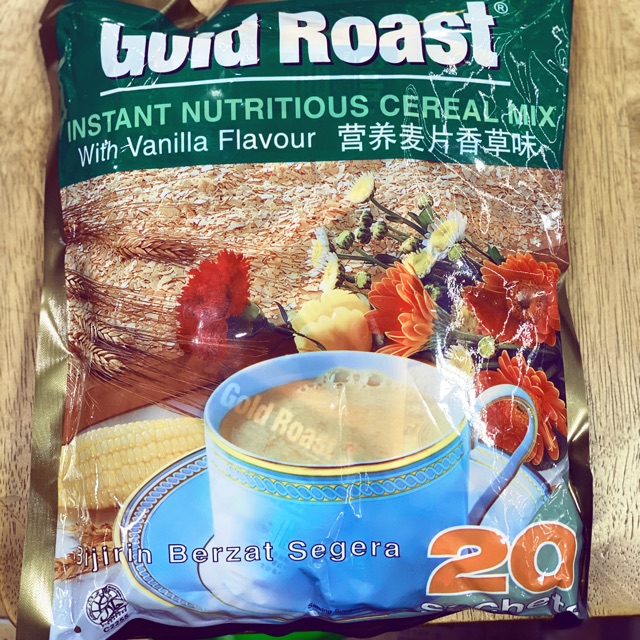 Gold Roast®
INSTANT NUTRITIOUS CEREAL MIX
With Vanilla Flavour 营养麦片香草味
Gold Roast
Bijirin Berzat Segera
20
sachets